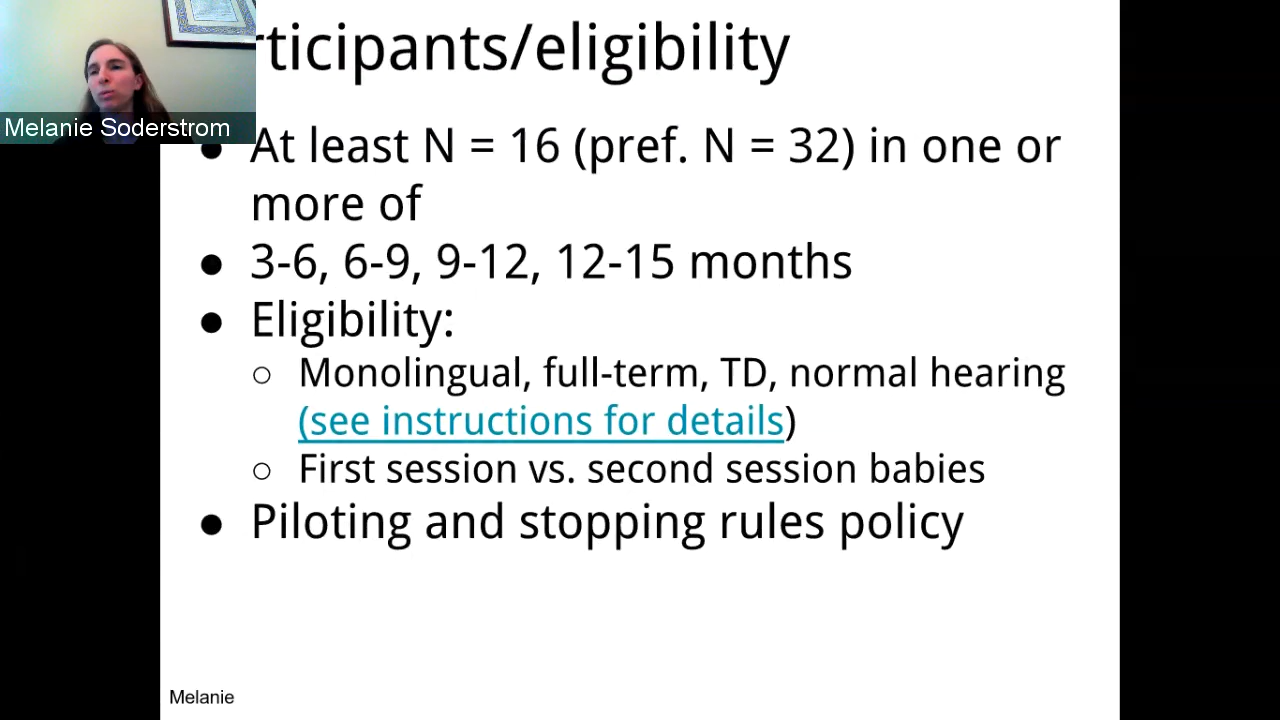 rticipants/eligibility
Melanie Soderstrom
● At least N = 16 (pref. N = 32) in one or
more of
● 3-6, 6-9, 9-12, 12-15 months
● Eligibility:
○ Monolingual, full-term, TD, normal hearing
(see instructions for details)
○ First session vs. second session babies
● Piloting and stopping rules policy
Melanie